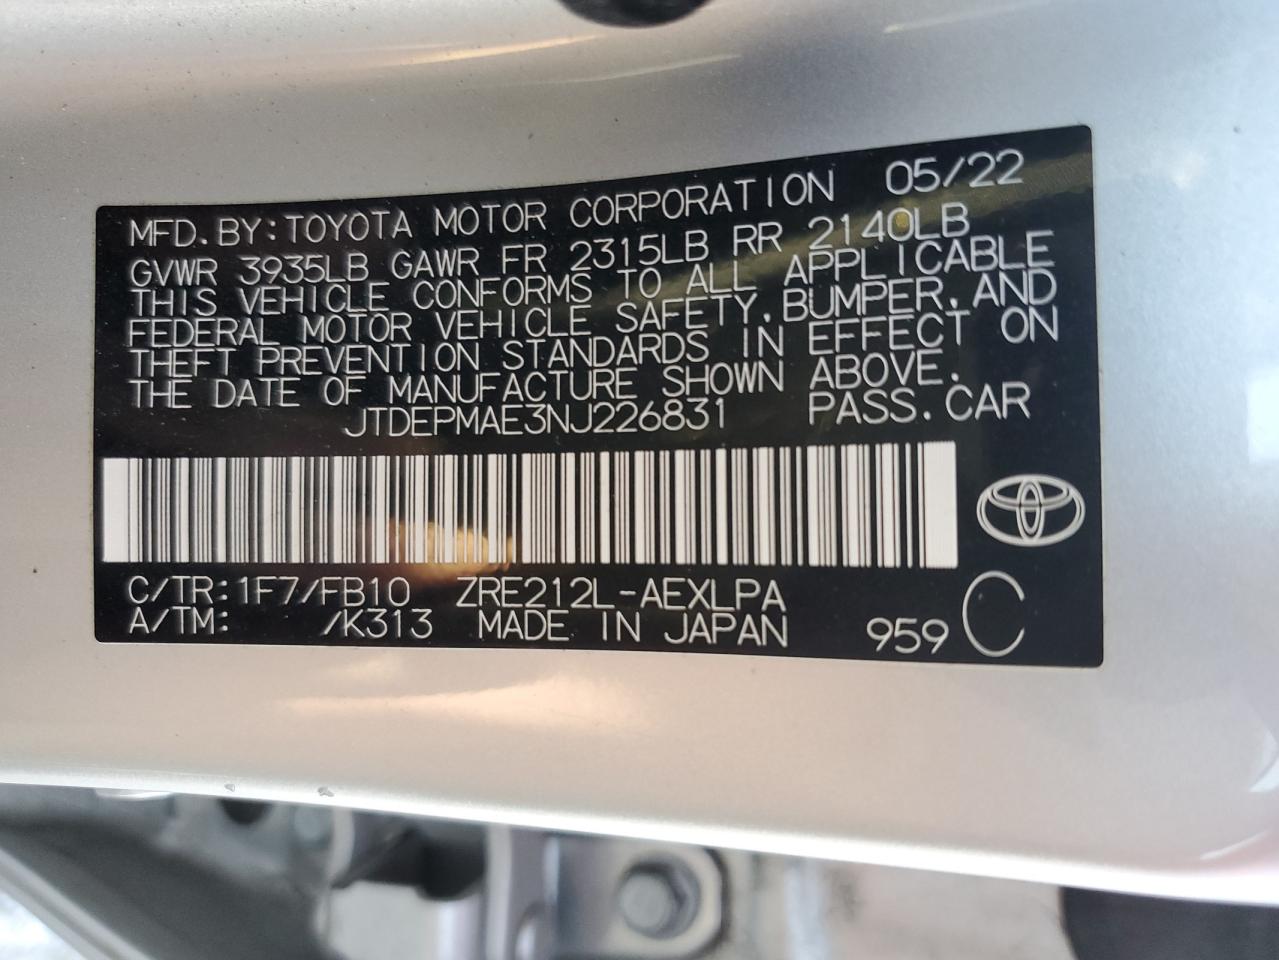 MFD.BY:TOYOTA MOTOR CORPORATION 05/22
GVWR 3935LB GAWR FR 2315LB RR 2140LB
THIS VEHICLE CONFORMS TO ALL APPLICABLE
FEDERAL MOTOR VEHICLE SAFETY,BUMPER,AND
THEFT PREVENTION STANDARDS IN EFFECT ON
THE DATE OF MANUFACTURE SHOWN ABOVE.
JTDEPMAE3NJ226831 PASS.CAR
C/TR:1F7/FB10 ZRE212L-AEXLPA
A/TM: /K313 MADE IN JAPAN 959 C